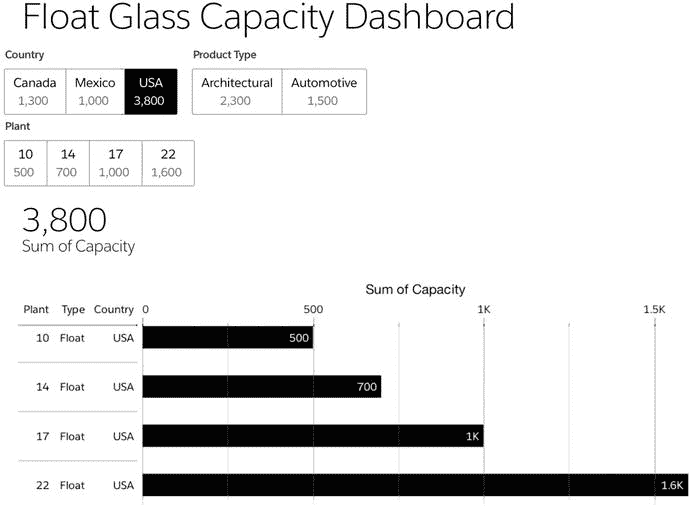 Float Glass Capacity Dashboard
Country Product Type
Canada Mexico USA Architectural Automotive
1,300 1,000 3,800 2,300 1,500
Plant
10 14 17 22
500 700 1,000 1,600
3,800
Sum of Capacity
Sum of Capacity
Plant Type Country 0 500 1K 1.5K
10 Float USA 500
14 Float USA 700
17 Float USA 1K
22 Float USA 1.6K